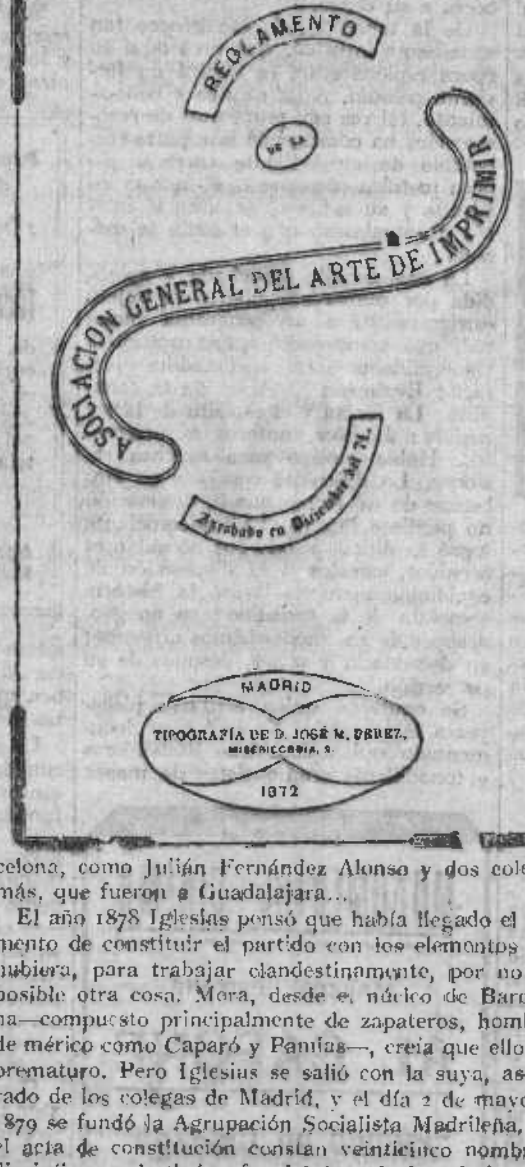 REGLAMENTO
DE LA
ASOCIACION GENERAL DEL ARTE DE IMPRIMIR
Aprobado en Diciembre del 71.
MADRID
TIPOGRAFÍA DE D. JOSÉ M. PEREZ,
MISERICORDIA, 2.
1872
celona, como Julián Fernández Alonso y dos cole
más, que fueron a Guadalajara...
El año 1878 Iglesias pensó que había llegado el
mento de constituir el partido con los elementos
hubiera, para trabajar clandestinamente, por no
posible otra cosa. Mora, desde el núcleo de Barc
na—compuesto principalmente de zapateros, homb
de mérico como Caparó y Pamias—, creía que ello
prematuro. Pero Iglesias se salió con la suya, as
rado de los colegas de Madrid, y el día 2 de mayo
1879 se fundó la Agrupación Socialista Madrileña,
el acta de constitución constan veinticinco nomb